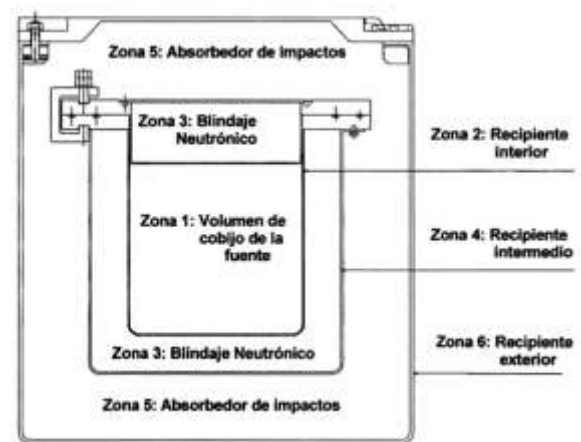 Zona 5: Absorbedor de impactos
Zona 3: Blindaje
Neutrónico
Zona 2: Recipiente
interior
Zona 1: Volumen de
cobijo de la
fuente
Zona 4: Recipiente
intermedio
Zona 3: Blindaje Neutrónico
Zona 6: Recipiente
exterior
Zona 5: Absorbedor de impactos